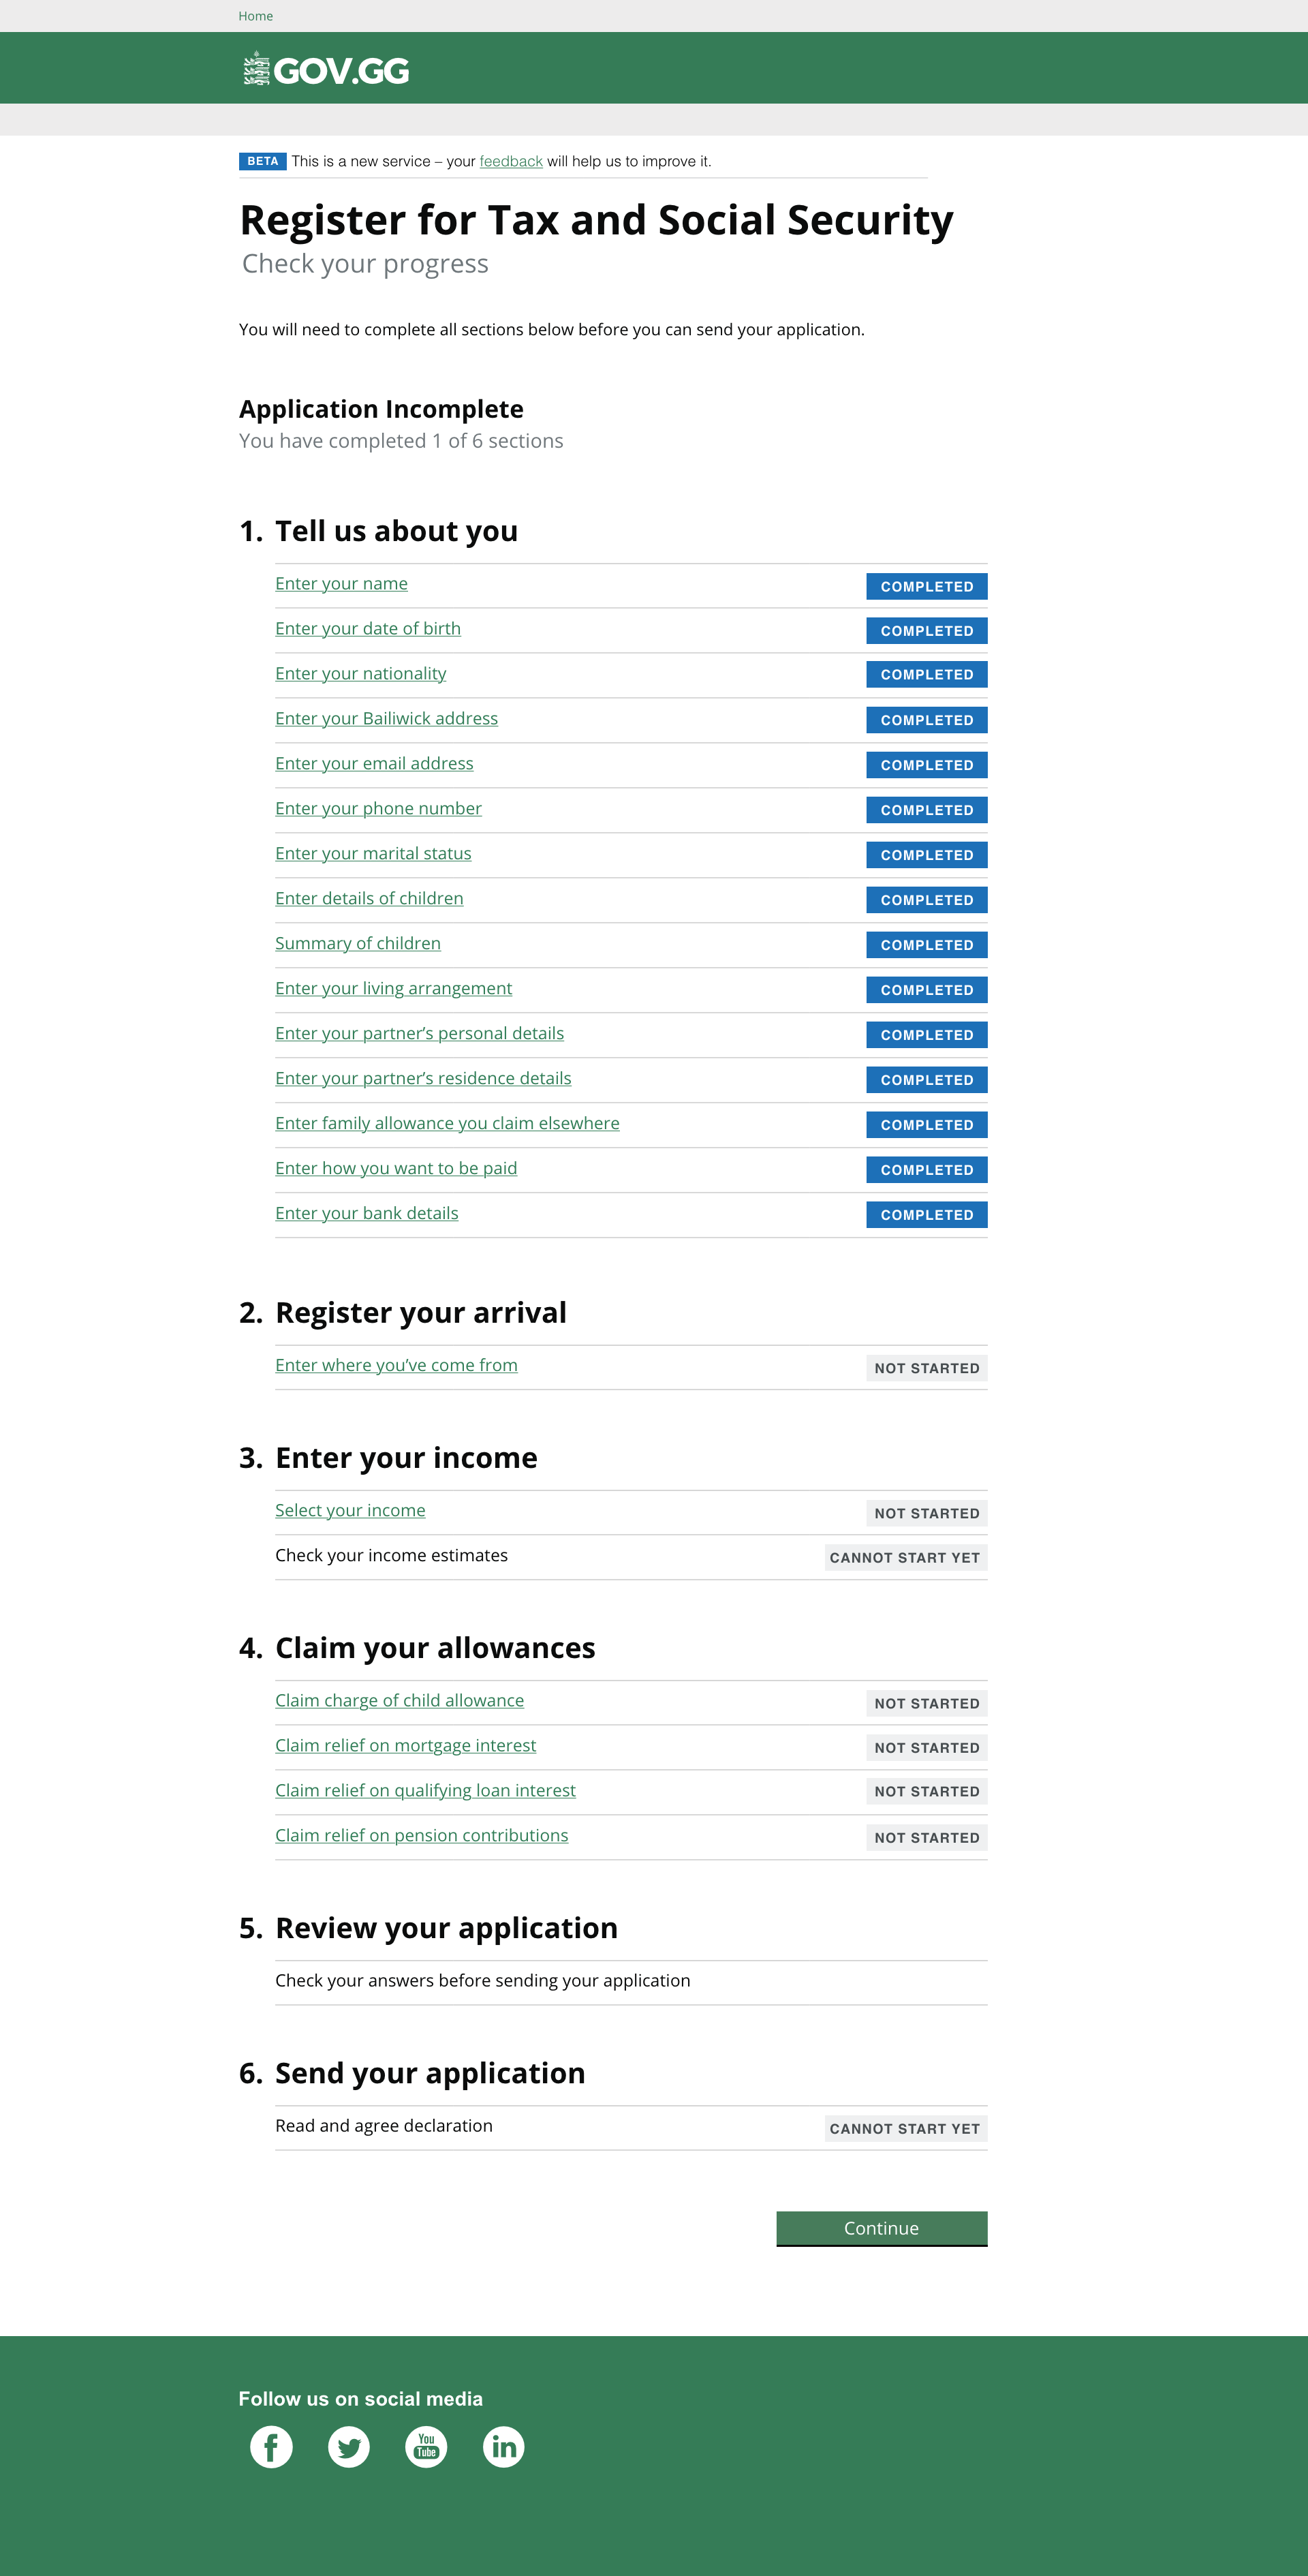 Home
GOV.GG
BETA This is a new service – your feedback will help us to improve it.
Register for Tax and Social Security
Check your progress
You will need to complete all sections below before you can send your application.
Application Incomplete
You have completed 1 of 6 sections
1. Tell us about you
Enter your name COMPLETED
Enter your date of birth COMPLETED
Enter your nationality COMPLETED
Enter your Bailiwick address COMPLETED
Enter your email address COMPLETED
Enter your phone number COMPLETED
Enter your marital status COMPLETED
Enter details of children COMPLETED
Summary of children COMPLETED
Enter your living arrangement COMPLETED
Enter your partner’s personal details COMPLETED
Enter your partner’s residence details COMPLETED
Enter family allowance you claim elsewhere COMPLETED
Enter how you want to be paid COMPLETED
Enter your bank details COMPLETED
2. Register your arrival
Enter where you’ve come from NOT STARTED
3. Enter your income
Select your income NOT STARTED
Check your income estimates CANNOT START YET
4. Claim your allowances
Claim charge of child allowance NOT STARTED
Claim relief on mortgage interest NOT STARTED
Claim relief on qualifying loan interest NOT STARTED
Claim relief on pension contributions NOT STARTED
5. Review your application
Check your answers before sending your application
6. Send your application
Read and agree declaration CANNOT START YET
Continue
Follow us on social media
f You Tube in